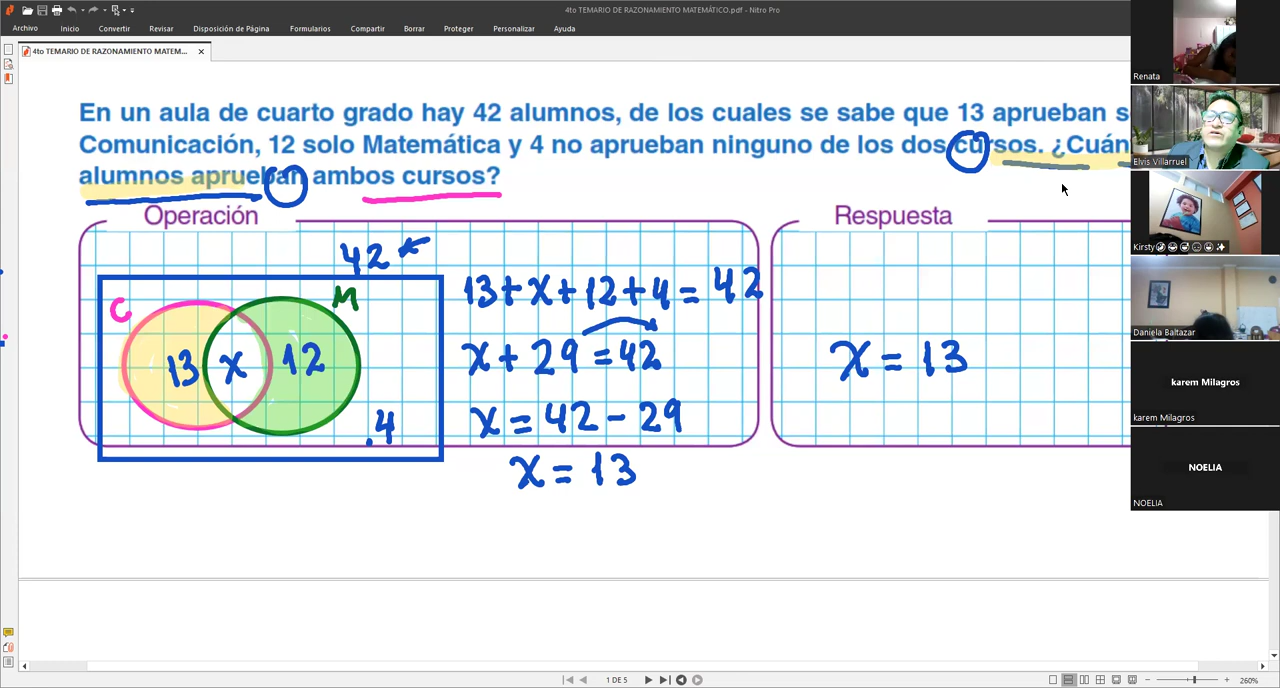 4to TEMARIO DE RAZONAMIENTO MATEMÁTICO.pdf - Nitro Pro
Archivo Inicio Convertir Revisar Disposición de Página Formularios Compartir Borrar Proteger Personalizar Ayuda
4to TEMARIO DE RAZONAMIENTO MATEM...
En un aula de cuarto grado hay 42 alumnos, de los cuales se sabe que 13 aprueban
Comunicación, 12 solo Matemática y 4 no aprueban ninguno de los dos cursos. ¿Cuán
alumnos aprueban ambos cursos?
Operación
42
C M
13 x 12
.4
13+x+12+4=42
x+29=42
x=42-29
x=13
Respuesta
x=13
Renata
Elvis Villarruel
Kirsty
Daniela Baltazar
karem Milagros
karem Milagros
NOELIA
NOELIA
1 DE 5
260%